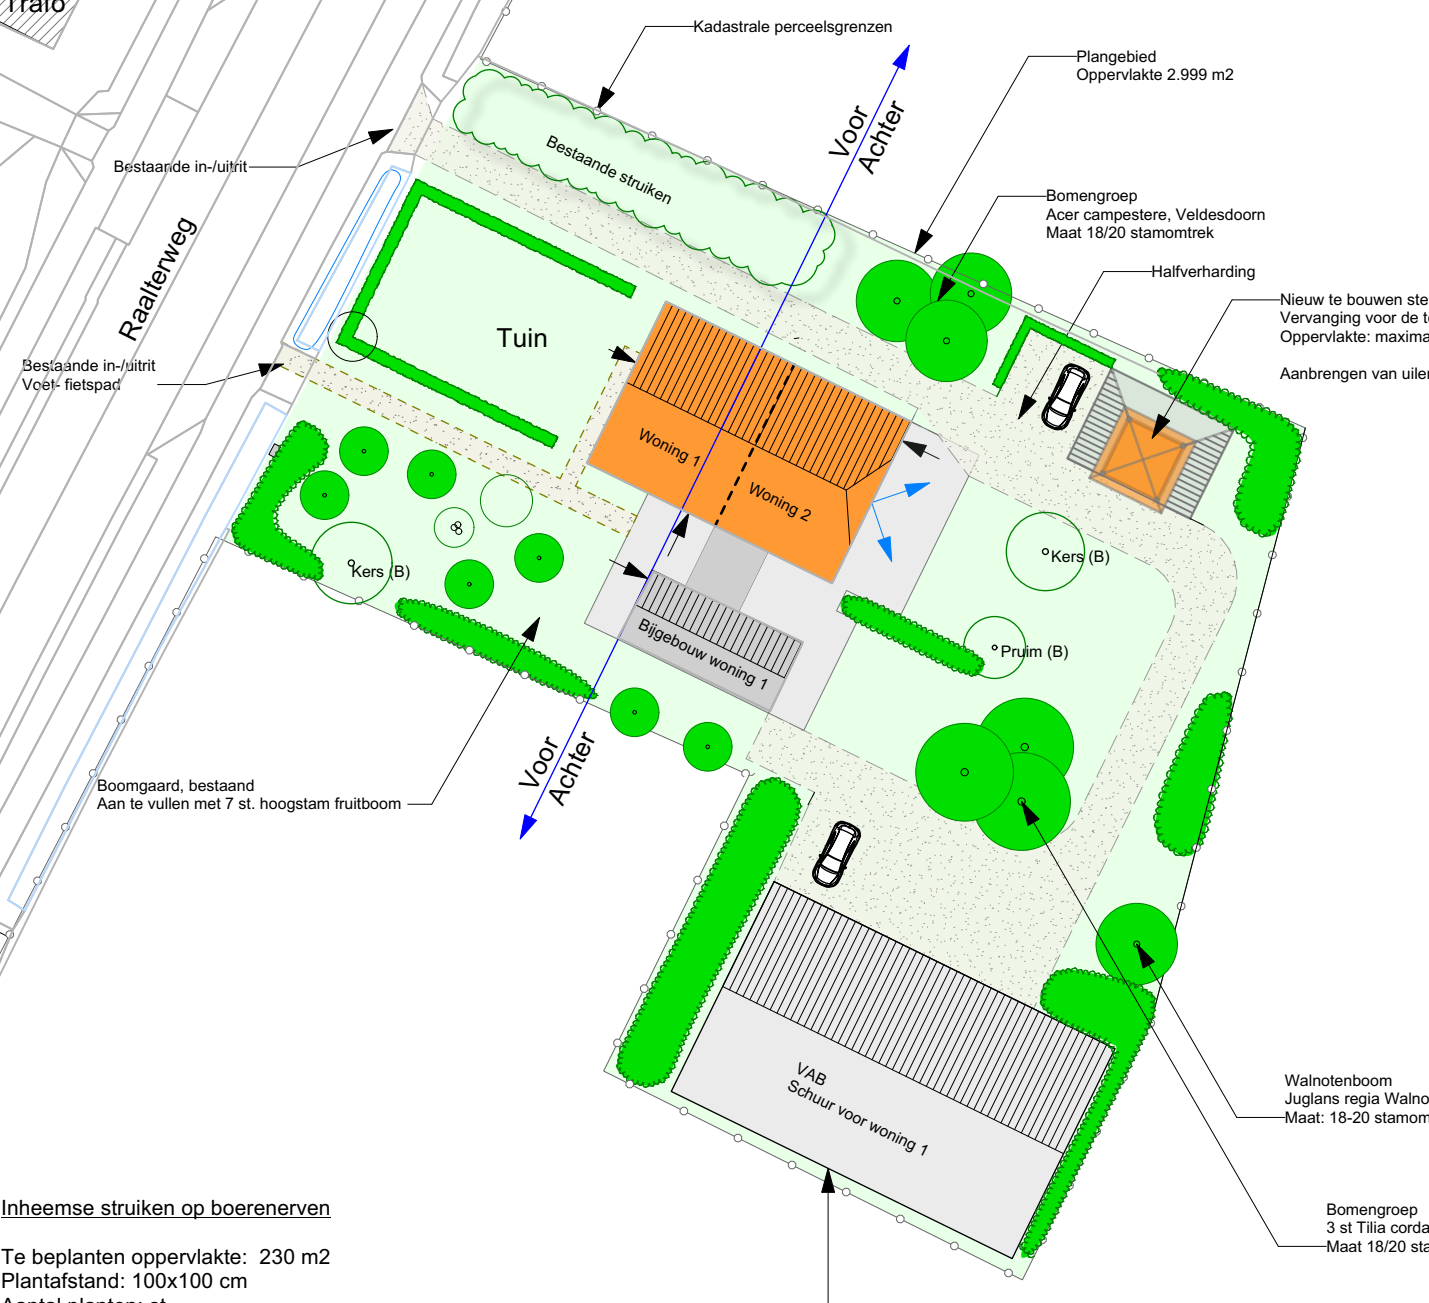 Trafo
Kadastrale perceelsgrenzen
Plangebied
Oppervlakte 2.999 m2
Voor
Achter
Bestaande in-/uitrit
Bestaande struiken
Bomengroep
Acer campestere, Veldesdoorn
Maat 18/20 stamomtrek
Halfverharding
Raalterweg
Nieuw te bouwen ste
Vervanging voor de t
Oppervlakte: maxima
Aanbrengen van uiler
Tuin
Bestaande in-/uitrit
Voet- fietspad
Woning 1
Woning 2
Kers (B)
Kers (B)
Bijgebouw woning 1
Pruim (B)
Voor
Achter
Boomgaard, bestaand
Aan te vullen met 7 st. hoogstam fruitboom
VAB
Schuur voor woning 1
Walnotenboom
Juglans regia Walno
Maat: 18-20 stamom
Bomengroep
3 st Tilia corda
Maat 18/20 sta
Inheemse struiken op boerenerven
Te beplanten oppervlakte: 230 m2
Plantafstand: 100x100 cm
Aantal planten: st